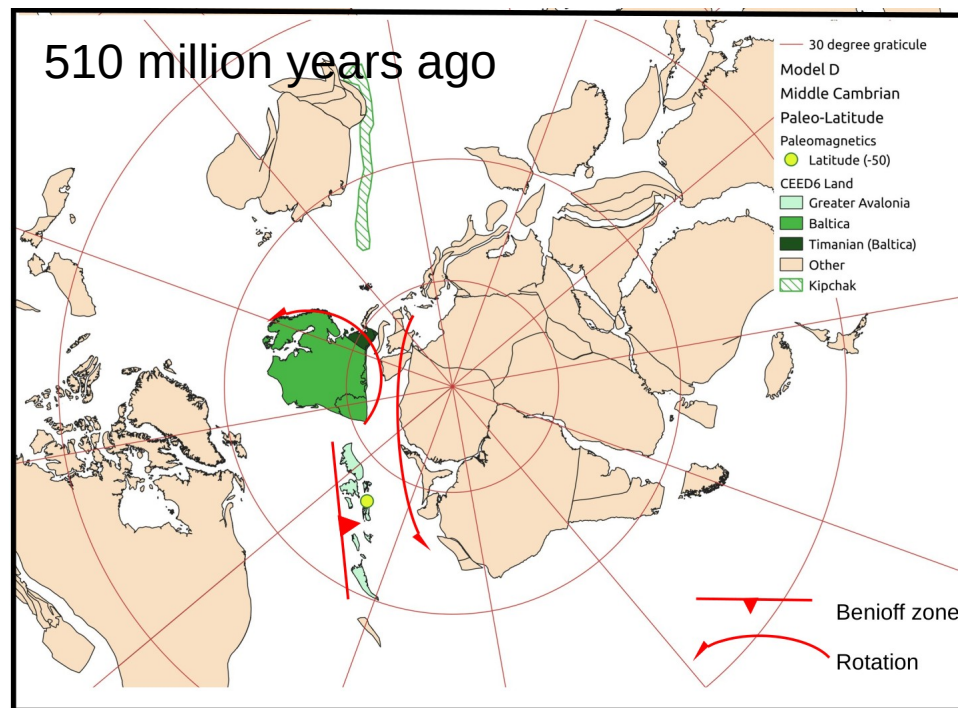 510 million years ago
30 degree graticule
Model D
Middle Cambrian
Paleo-Latitude
Paleomagnetics
Latitude (-50)
CEED6 Land
Greater Avalonia
Baltica
Timanian (Baltica)
Other
Kipchak
Benioff zone
Rotation